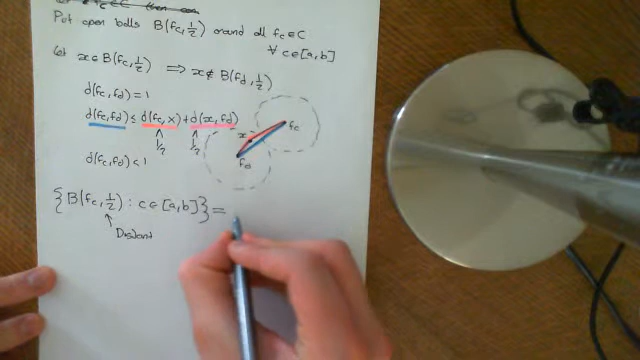 Put open balls B(f_c, 1/2) around all f_c ∈ C
∀ c ∈ [a,b]
x ∈ B(f_c, 1/2) ⟹ x ∉ B(f_d, 1/2)
d(f_c, f_d) = 1
d(f_c, f_d) ≤ d(f_c, x) + d(x, f_d)
1/2 1/2
x f_c
f_d
d(f_c, f_d) < 1
{B(f_c, 1/2) : c ∈ [a,b]} =
Disjoint